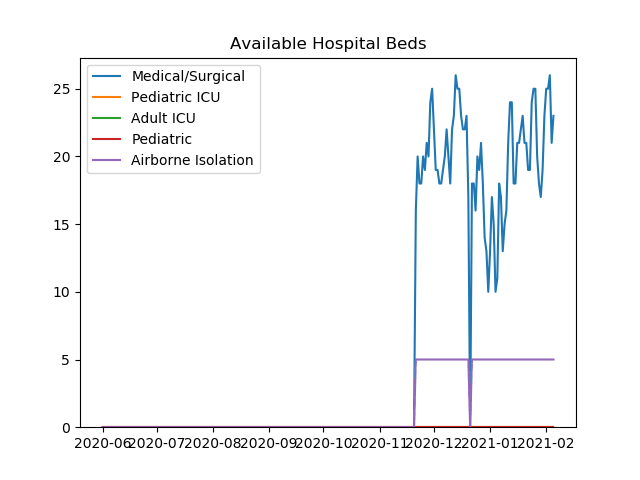 Available Hospital Beds
Medical/Surgical
Pediatric ICU
Adult ICU
Pediatric
Airborne Isolation
25
20
15
10
5
0
2020-06 2020-07 2020-08 2020-09 2020-10 2020-11 2020-12 2021-01 2021-02